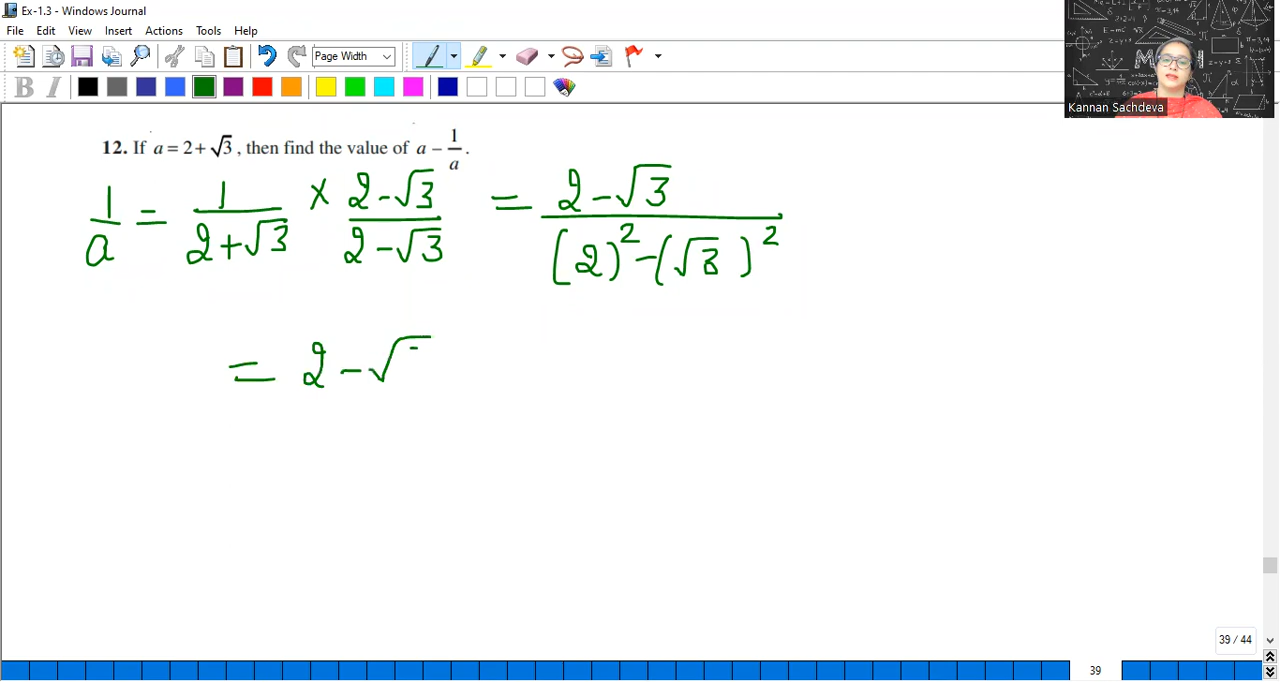 Ex-1.3 - Windows Journal
File Edit View Insert Actions Tools Help
Page Width
B I
Kannan Sachdeva
12. If a = 2 + √3, then find the value of a − 1/a.
1/a = 1/(2+√3) × (2−√3)/(2−√3) = (2−√3)/((2)²−(√3)²)
= 2 − √
39 / 44
39